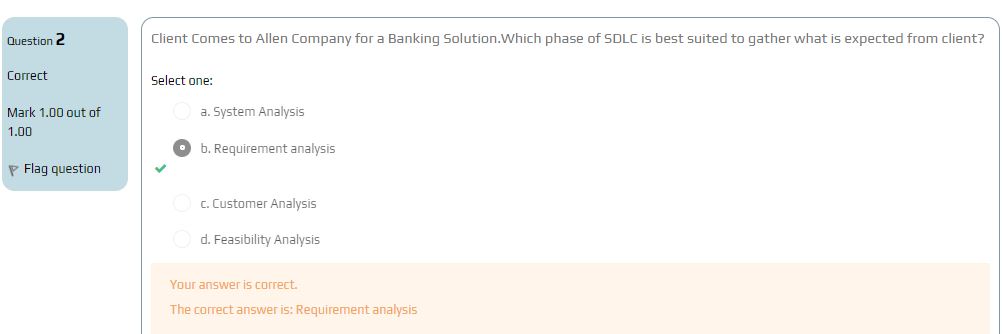 Question 2
Correct
Mark 1.00 out of
1.00
Flag question
Client Comes to Allen Company for a Banking Solution.Which phase of SDLC is best suited to gather what is expected from client?
Select one:
a. System Analysis
b. Requirement analysis
c. Customer Analysis
d. Feasibility Analysis
Your answer is correct.
The correct answer is: Requirement analysis